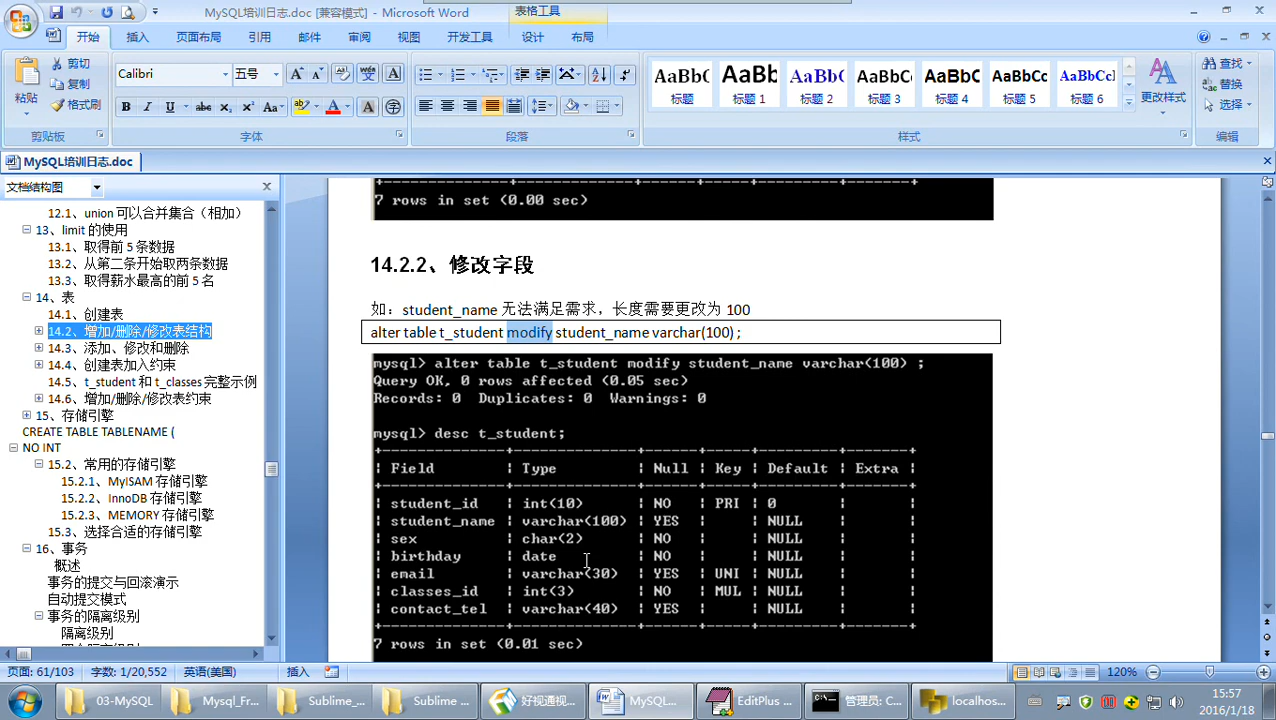 MySQL培训日志.doc [兼容模式] - Microsoft Word
表格工具
开始 插入 页面布局 引用 邮件 审阅 视图 开发工具 设计 布局
粘贴 剪切
复制
格式刷
剪贴板
Calibri 五号
字体
段落
AaBbC AaBb AaBbC AaBbCc AaBbC AaBbCc AaBbCcI
标题 标题 1 标题 2 标题 3 标题 4 标题 5 标题 6
更改样式
样式
查找
替换
选择
编辑
MySQL培训日志.doc
文档结构图
12.1、union 可以合并集合（相加）
13、limit 的使用
13.1、取得前 5 条数据
13.2、从第二条开始取两条数据
13.3、取得薪水最高的前 5 名
14、表
14.1、创建表
14.2、增加/删除/修改表结构
14.3、添加、修改和删除
14.4、创建表加入约束
14.5、t_student 和 t_classes 完整示例
14.6、增加/删除/修改表约束
15、存储引擎
CREATE TABLE TABLENAME (
NO INT
15.2、常用的存储引擎
15.2.1、MyISAM 存储引擎
15.2.2、InnoDB 存储引擎
15.2.3、MEMORY 存储引擎
15.3、选择合适的存储引擎
16、事务
概述
事务的提交与回滚演示
自动提交模式
事务的隔离级别
隔离级别
7 rows in set (0.00 sec)
14.2.2、修改字段
如：student_name 无法满足需求，长度需要更改为 100
alter table t_student modify student_name varchar(100) ;
mysql> alter table t_student modify student_name varchar(100) ;
Query OK, 0 rows affected (0.05 sec)
Records: 0  Duplicates: 0  Warnings: 0
mysql> desc t_student;
+--------------+--------------+------+-----+---------+-------+
| Field | Type | Null | Key | Default | Extra |
+--------------+--------------+------+-----+---------+-------+
| student_id | int(10) | NO | PRI | 0 | |
| student_name | varchar(100) | YES | | NULL | |
| sex | char(2) | NO | | NULL | |
| birthday | date | NO | | NULL | |
| email | varchar(30) | YES | UNI | NULL | |
| classes_id | int(3) | NO | MUL | NULL | |
| contact_tel | varchar(40) | YES | | NULL | |
+--------------+--------------+------+-----+---------+-------+
7 rows in set (0.01 sec)
页面: 61/103 字数: 1/20,552 英语(美国) 插入 120%
03-MySQL Mysql_Fr... Sublime_... Sublime ... 好视通视... MySQL... EditPlus ... 管理员: C... localhos...
15:57
2016/1/18